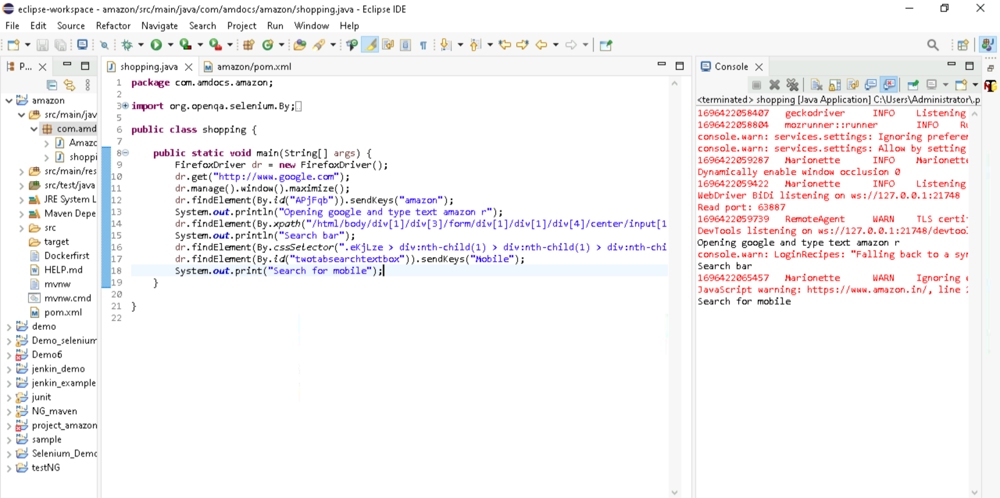 eclipse-workspace - amazon/src/main/java/com/amdocs/amazon/shopping.java - Eclipse IDE
File Edit Source Refactor Navigate Search Project Run Window Help
P...
amazon
src/main/jav
com.amd
Amazo
shoppi
src/main/res
src/test/java
JRE System L
Maven Depe
src
target
Dockerfirst
HELP.md
mvnw
mvnw.cmd
pom.xml
demo
Demo_selenium
Demo6
jenkin_demo
jenkin_example
junit
NG_maven
project_amazon
sample
Selenium_Demo
testNG
shopping.java
amazon/pom.xml
1 package com.amdocs.amazon;
2
3 import org.openqa.selenium.By;
5
6 public class shopping {
7
8 public static void main(String[] args) {
9 FirefoxDriver dr = new FirefoxDriver();
10 dr.get("http://www.google.com");
11 dr.manage().window().maximize();
12 dr.findElement(By.id("APjFqb")).sendKeys("amazon");
13 System.out.println("Opening google and type text amazon r");
14 dr.findElement(By.xpath("/html/body/div[1]/div[3]/form/div[1]/div[1]/div[4]/center/input[1
15 System.out.println("Search bar");
16 dr.findElement(By.cssSelector(".eKjLze > div:nth-child(1) > div:nth-child(1) > div:nth-chi
17 dr.findElement(By.id("twotabsearchtextbox")).sendKeys("Mobile");
18 System.out.print("Search for mobile");
19 }
20
21 }
22
Console
<terminated> shopping [Java Application] C:\Users\Administrator\.p
1696422058407 geckodriver INFO Listening
1696422058804 mozrunner::runner INFO Ru
console.warn: services.settings: Ignoring preferen
console.warn: services.settings: Allow by setting
1696422059287 Marionette INFO Marionette
Dynamically enable window occlusion 0
1696422059422 Marionette INFO Listening
WebDriver BiDi listening on ws://127.0.0.1:21748
Read port: 63887
1696422059739 RemoteAgent WARN TLS certi
DevTools listening on ws://127.0.0.1:21748/devtool
Opening google and type text amazon r
console.warn: LoginRecipes: "Falling back to a syn
Search bar
1696422065457 Marionette WARN Ignoring
JavaScript warning: https://www.amazon.in/, line
Search for mobile